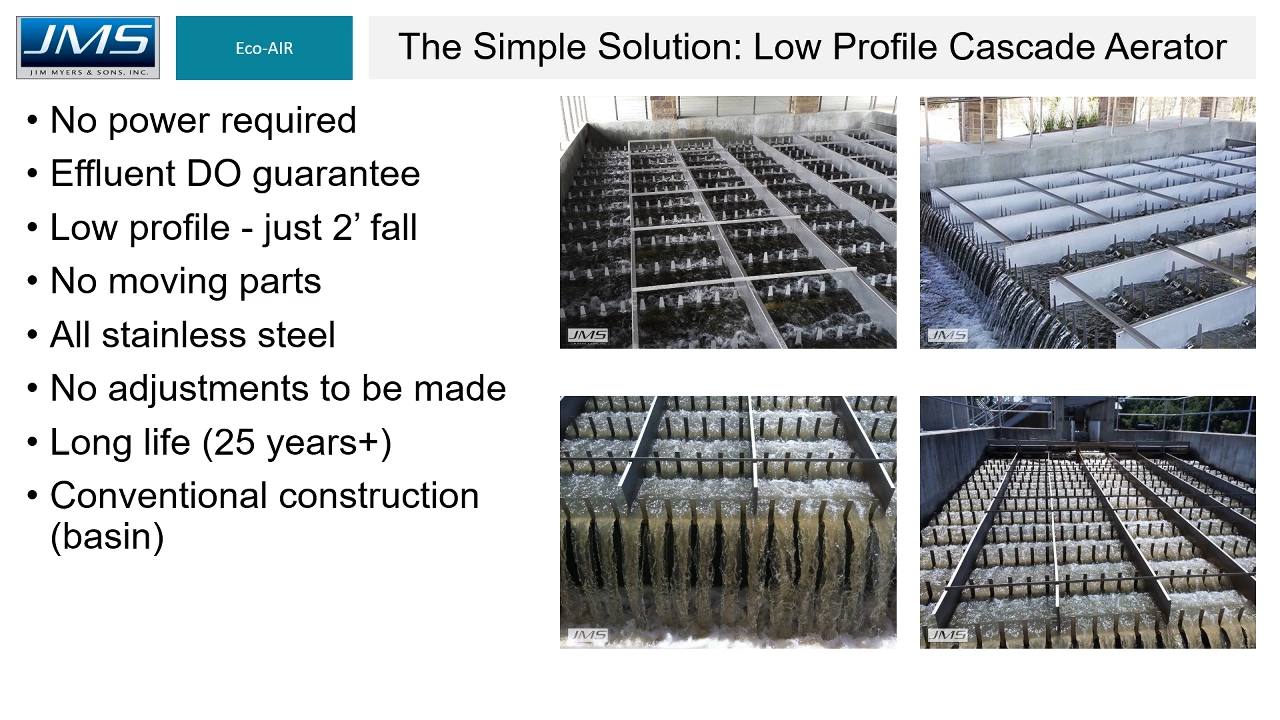 JMS
JIM MYERS & SONS, INC.
Eco-AIR
The Simple Solution: Low Profile Cascade Aerator
• No power required
• Effluent DO guarantee
• Low profile - just 2’ fall
• No moving parts
• All stainless steel
• No adjustments to be made
• Long life (25 years+)
• Conventional construction
(basin)
JMS
JMS
JMS
JMS